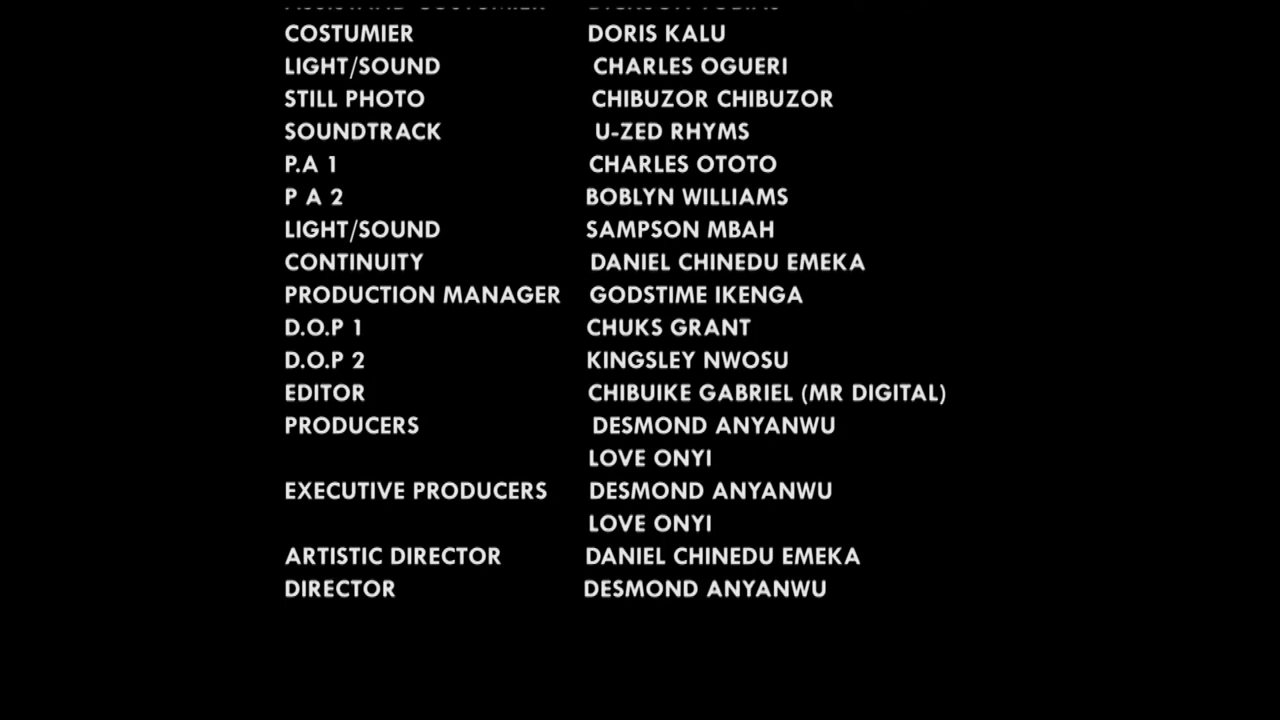 COSTUMIER DORIS KALU
LIGHT/SOUND CHARLES OGUERI
STILL PHOTO CHIBUZOR CHIBUZOR
SOUNDTRACK U-ZED RHYMS
P.A 1 CHARLES OTOTO
P A 2 BOBLYN WILLIAMS
LIGHT/SOUND SAMPSON MBAH
CONTINUITY DANIEL CHINEDU EMEKA
PRODUCTION MANAGER GODSTIME IKENGA
D.O.P 1 CHUKS GRANT
D.O.P 2 KINGSLEY NWOSU
EDITOR CHIBUIKE GABRIEL (MR DIGITAL)
PRODUCERS DESMOND ANYANWU
LOVE ONYI
EXECUTIVE PRODUCERS DESMOND ANYANWU
LOVE ONYI
ARTISTIC DIRECTOR DANIEL CHINEDU EMEKA
DIRECTOR DESMOND ANYANWU